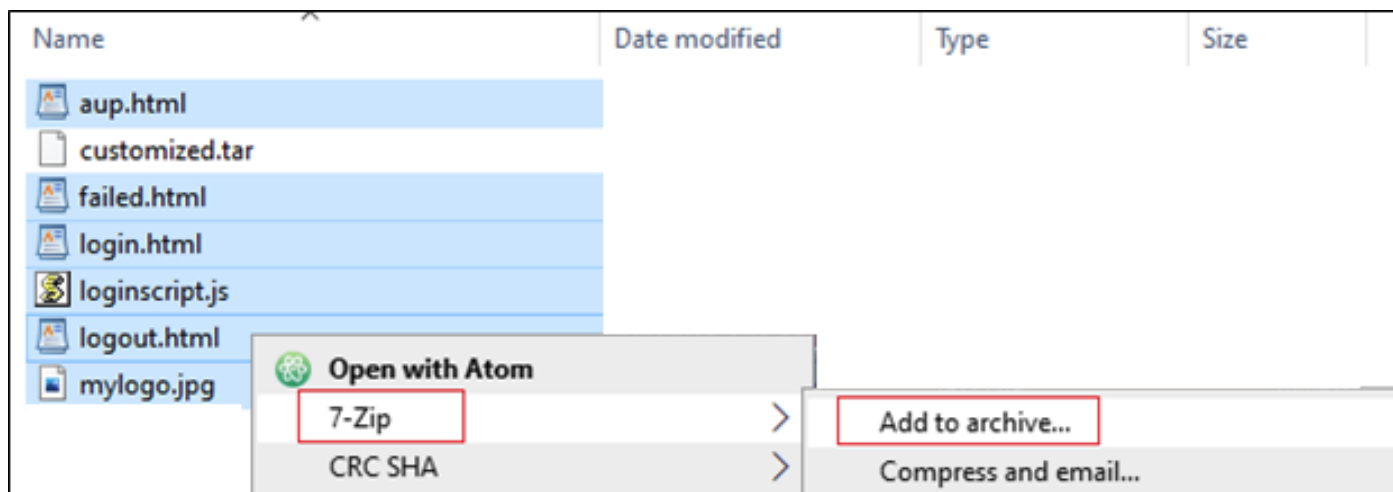 Name Date modified Type Size
aup.html
customized.tar
failed.html
login.html
loginscript.js
logout.html
Open with Atom
mylogo.jpg
7-Zip
Add to archive...
CRC SHA
Compress and email...